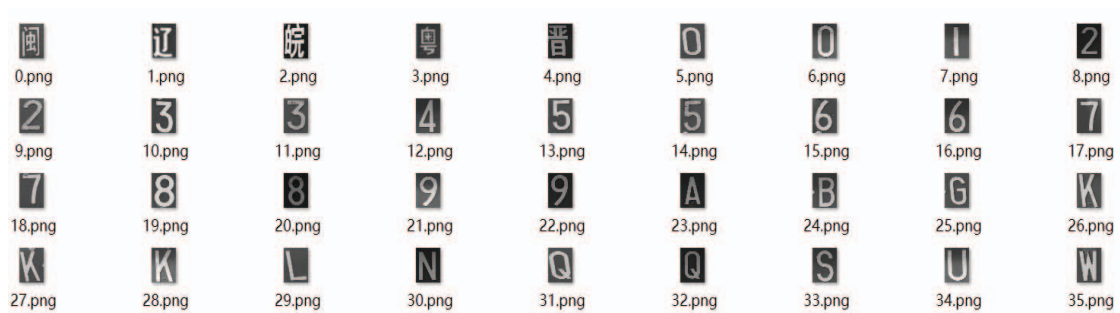 闽 辽 皖 粤 晋 0 0 1 2
0.png 1.png 2.png 3.png 4.png 5.png 6.png 7.png 8.png
2 3 3 4 5 5 6 6 7
9.png 10.png 11.png 12.png 13.png 14.png 15.png 16.png 17.png
7 8 8 9 9 A B G K
18.png 19.png 20.png 21.png 22.png 23.png 24.png 25.png 26.png
K K L N Q Q S U W
27.png 28.png 29.png 30.png 31.png 32.png 33.png 34.png 35.png